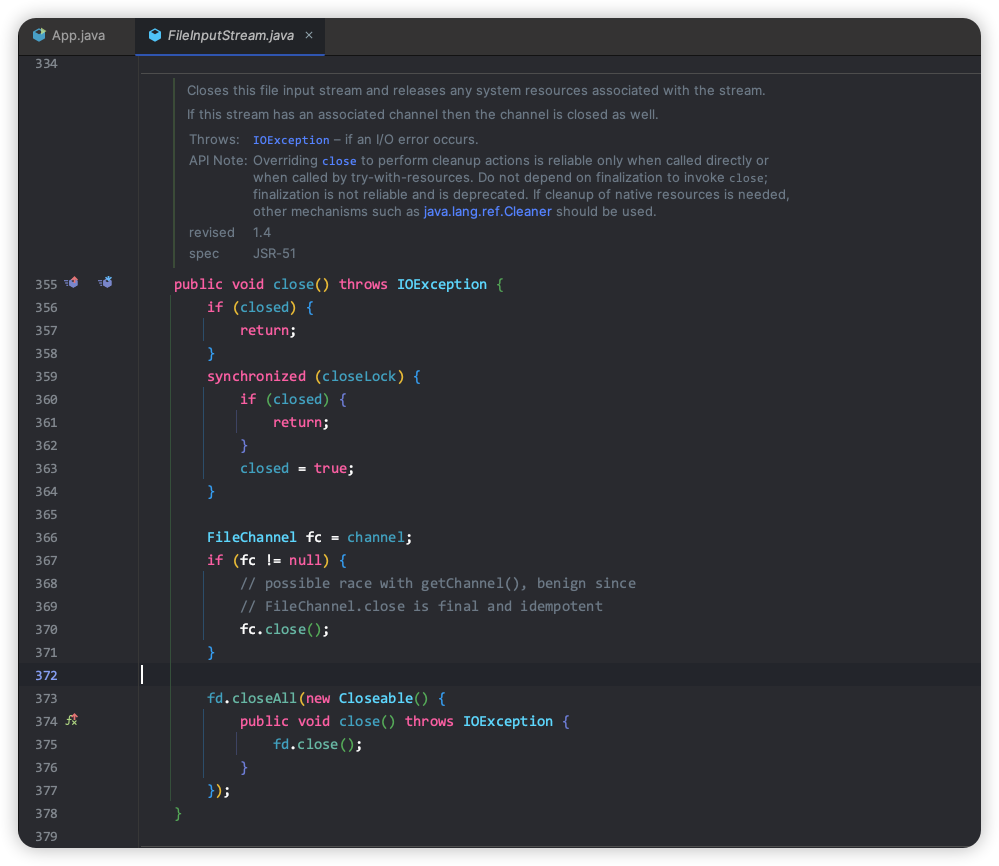 App.java
FileInputStream.java ×
334
Closes this file input stream and releases any system resources associated with the stream.
If this stream has an associated channel then the channel is closed as well.
Throws: IOException – if an I/O error occurs.
API Note: Overriding close to perform cleanup actions is reliable only when called directly or
when called by try-with-resources. Do not depend on finalization to invoke close;
finalization is not reliable and is deprecated. If cleanup of native resources is needed,
other mechanisms such as java.lang.ref.Cleaner should be used.
revised 1.4
spec JSR-51
355 public void close() throws IOException {
356 if (closed) {
357 return;
358 }
359 synchronized (closeLock) {
360 if (closed) {
361 return;
362 }
363 closed = true;
364 }
365
366 FileChannel fc = channel;
367 if (fc != null) {
368 // possible race with getChannel(), benign since
369 // FileChannel.close is final and idempotent
370 fc.close();
371 }
372
373 fd.closeAll(new Closeable() {
374 public void close() throws IOException {
375 fd.close();
376 }
377 });
378 }
379